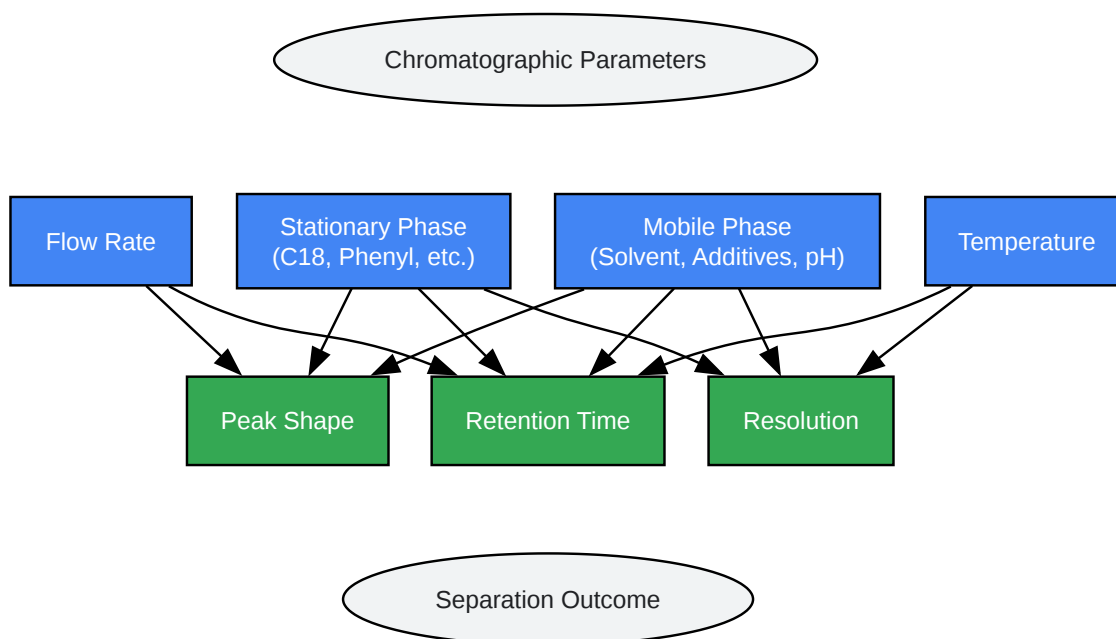 Chromatographic Parameters
Flow Rate
Stationary Phase
(C18, Phenyl, etc.)
Mobile Phase
(Solvent, Additives, pH)
Temperature
Peak Shape
Retention Time
Resolution
Separation Outcome